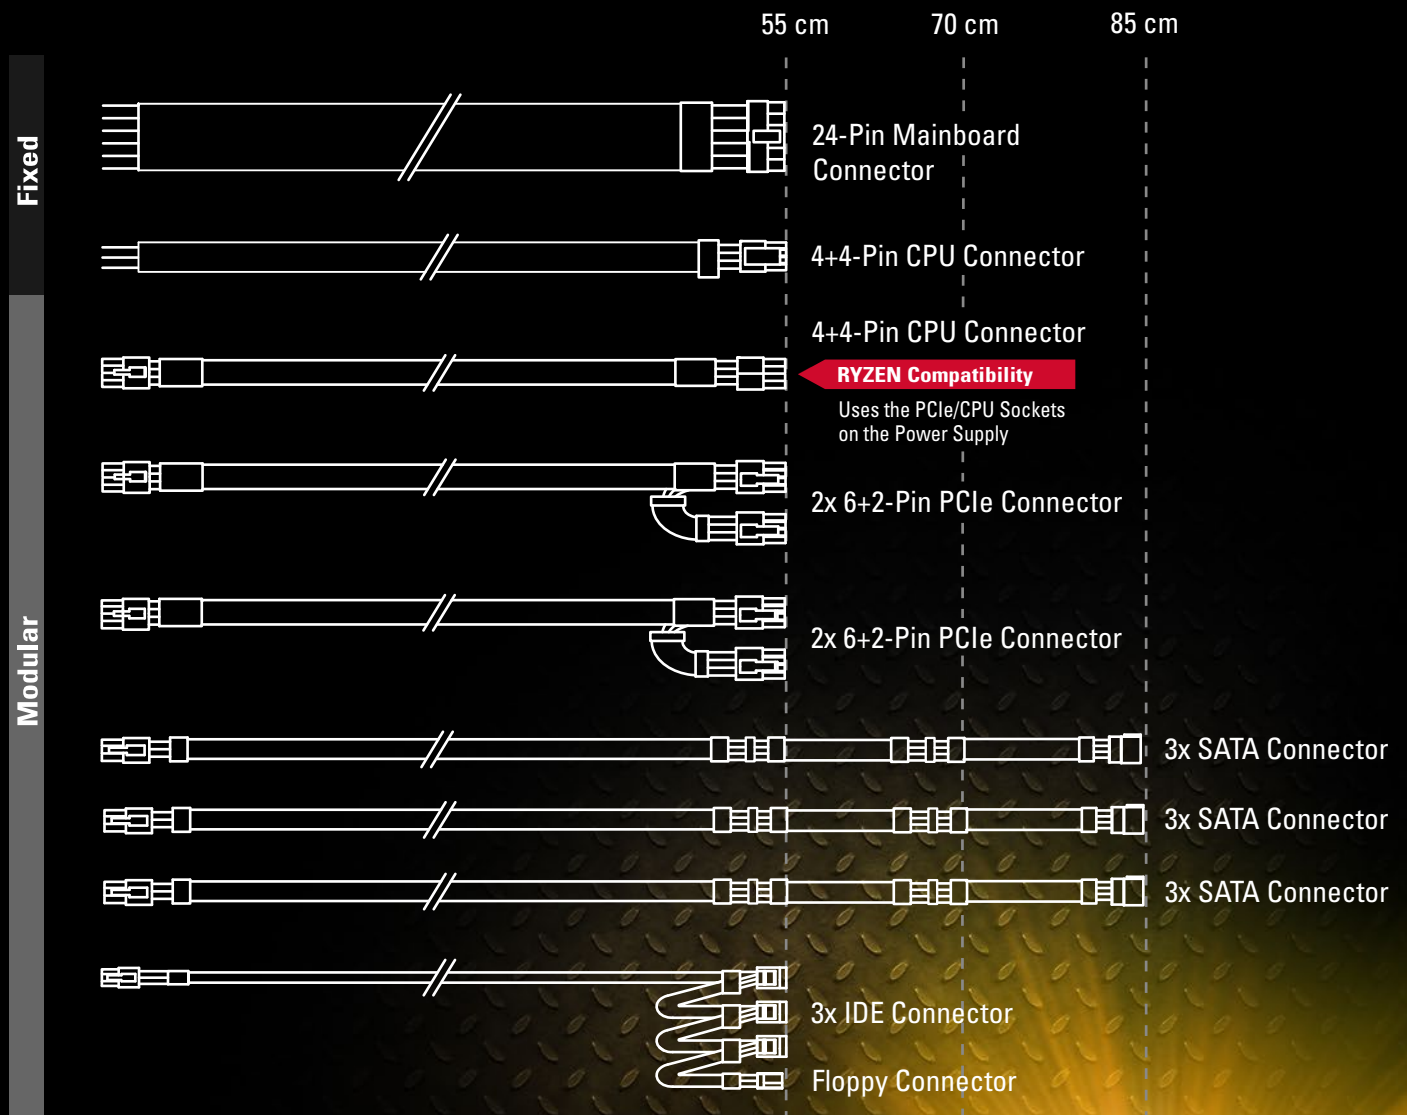 55 cm
70 cm
85 cm
Fixed
24-Pin Mainboard
Connector
4+4-Pin CPU Connector
Modular
4+4-Pin CPU Connector
RYZEN Compatibility
Uses the PCIe/CPU Sockets
on the Power Supply
2x 6+2-Pin PCIe Connector
2x 6+2-Pin PCIe Connector
3x SATA Connector
3x SATA Connector
3x SATA Connector
3x IDE Connector
Floppy Connector